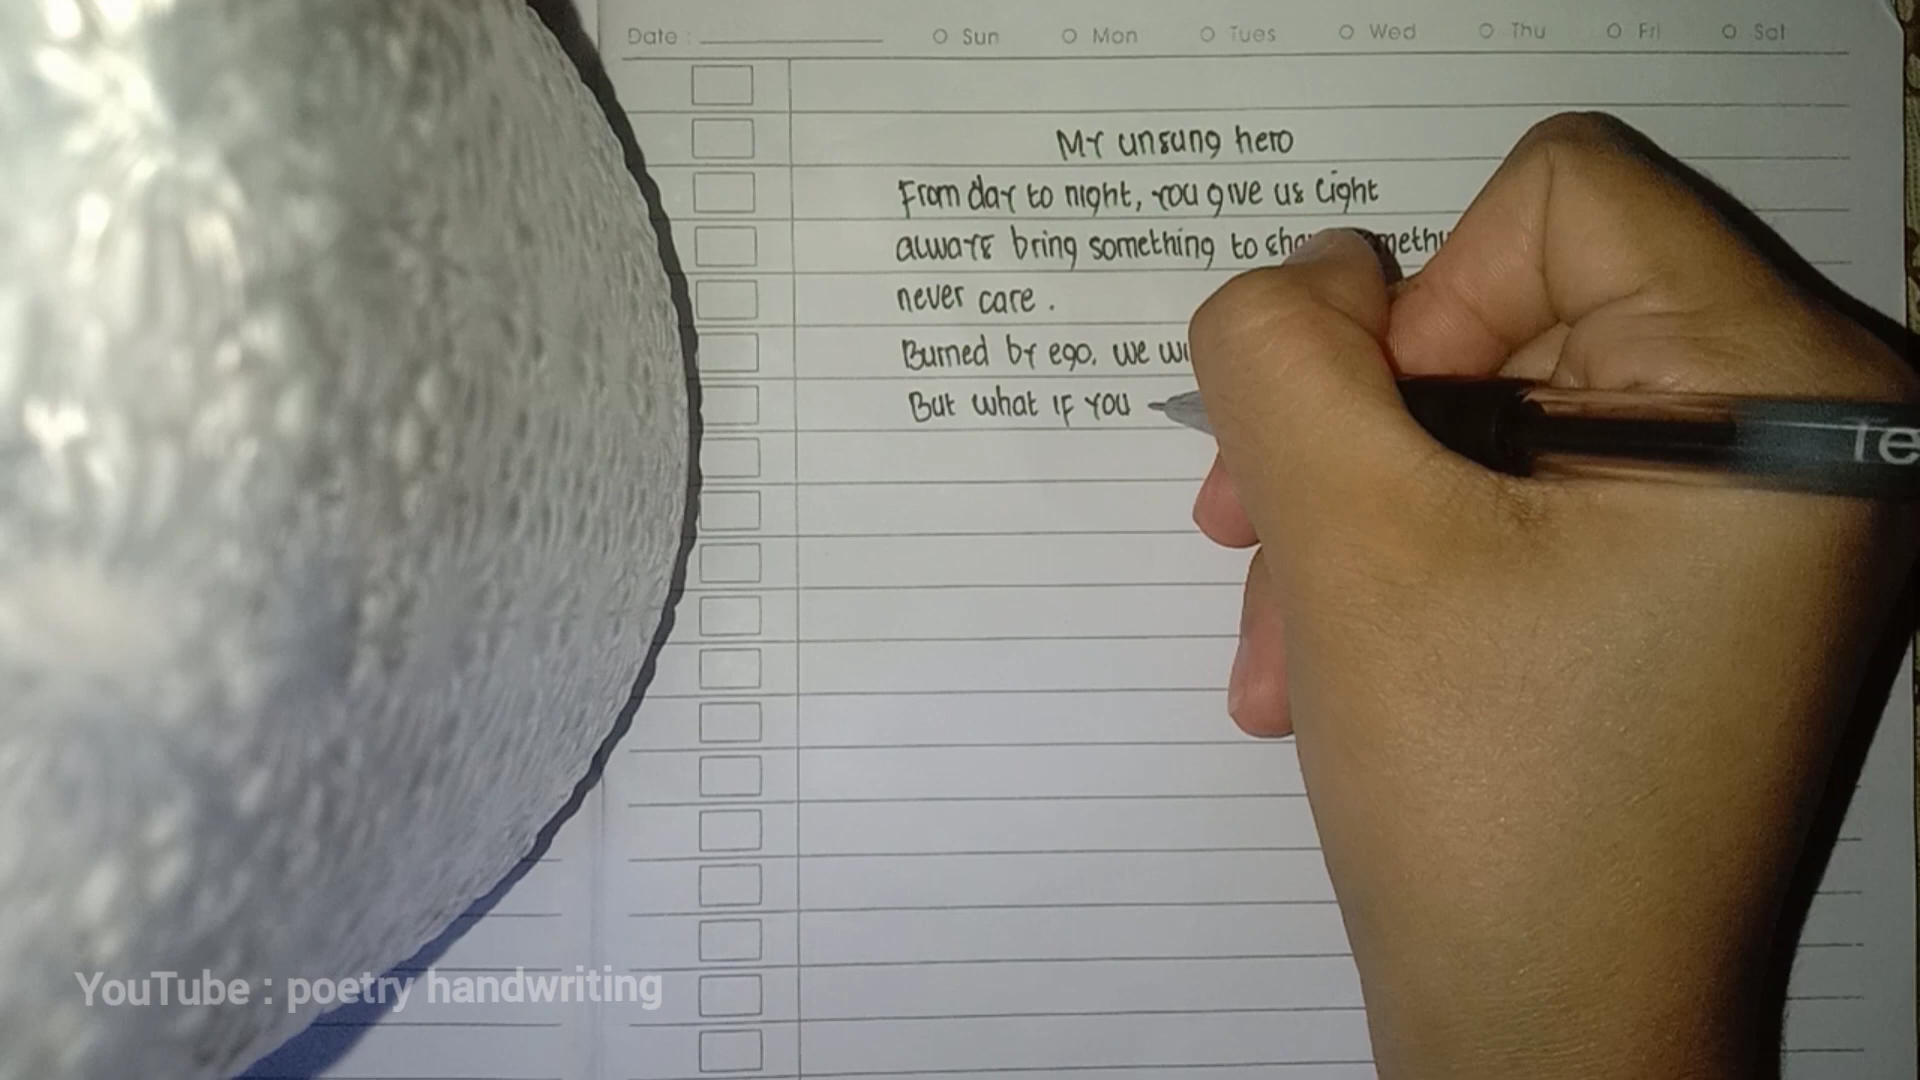 Date : Sun Mon Tues Wed Thu Fri Sat
My unsung hero
From day to night, you give us light
always bring something to
never care.
Burned by ego. we
But what if you
YouTube : poetry handwriting